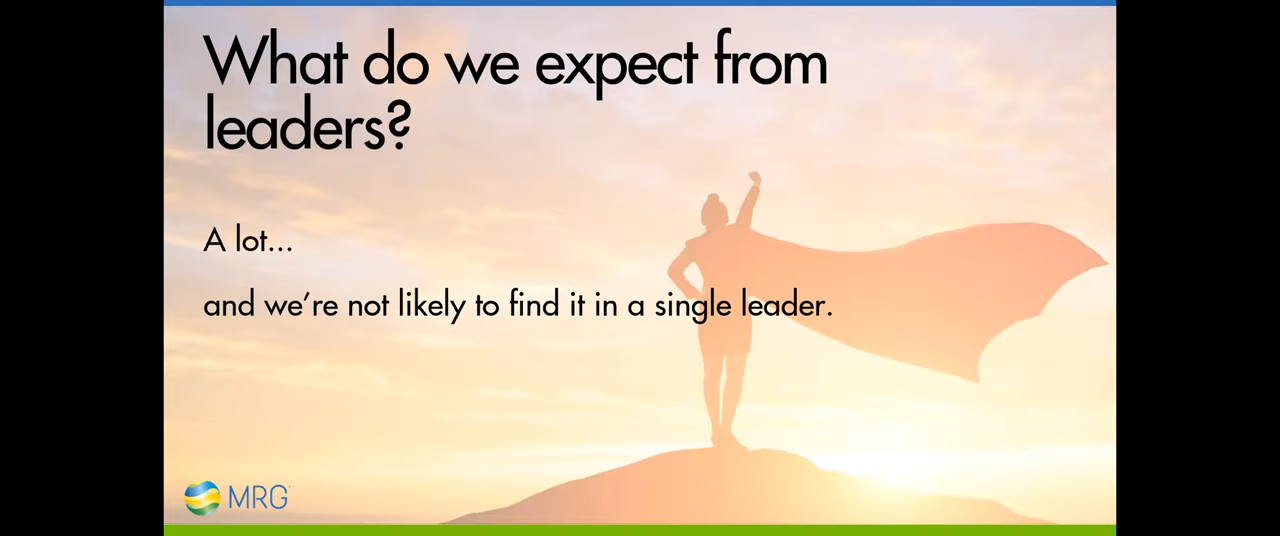 What do we expect from
leaders?
A lot...
and we’re not likely to find it in a single leader.
MRG